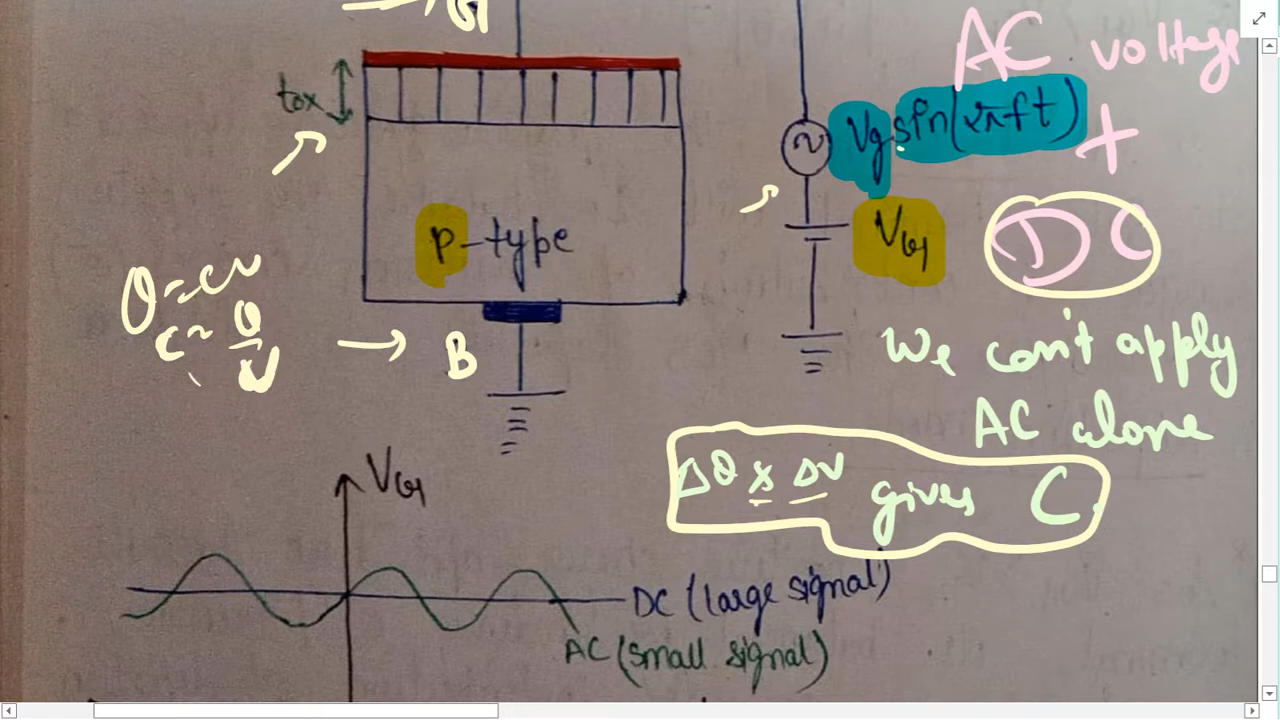 G
AC voltage
tox
Vg sin(2πft)
+
p-type
VG
DC
Q=CV
C = Q
V
B
We can't apply
AC alone
ΔQ & ΔV gives C.
VG
DC (large signal)
AC (small signal)